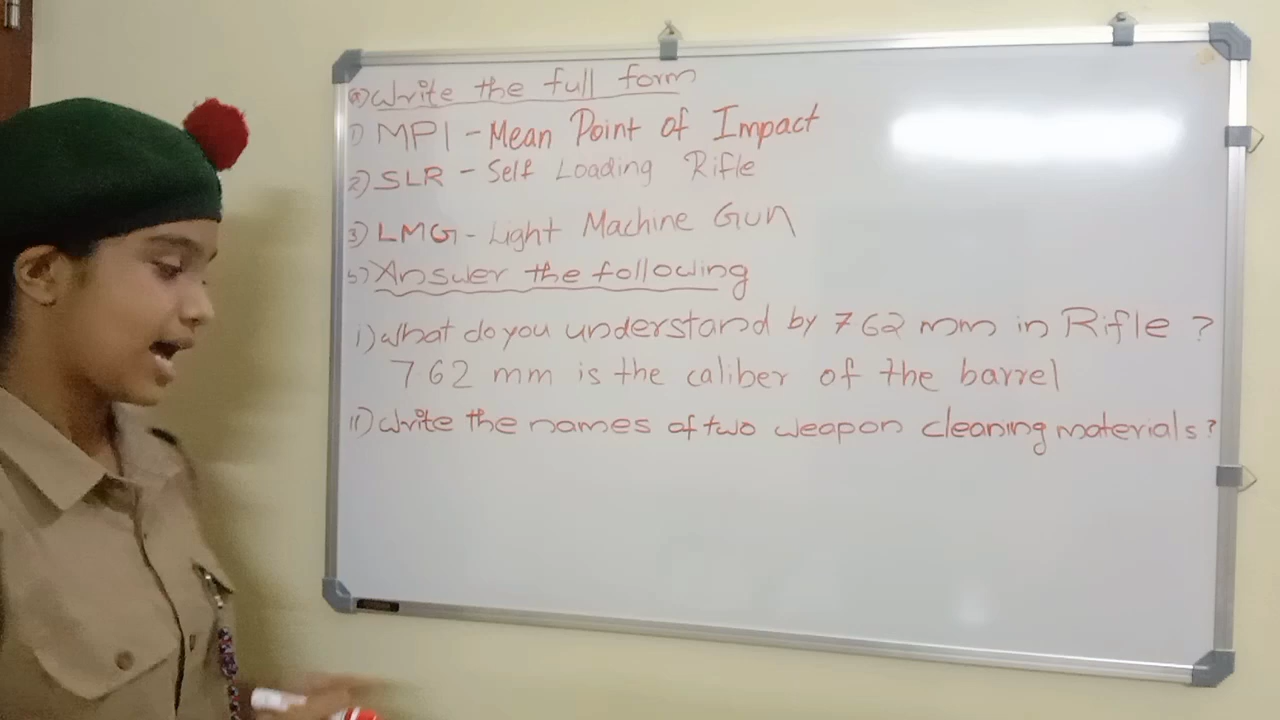 a) Write the full form
1) MPI - Mean Point of Impact
2) SLR - Self Loading Rifle
3) LMG - Light Machine Gun
b) Answer the following
i) What do you understand by 7.62 mm in Rifle ?
7.62 mm is the caliber of the barrel
ii) Write the names of two weapon cleaning materials ?